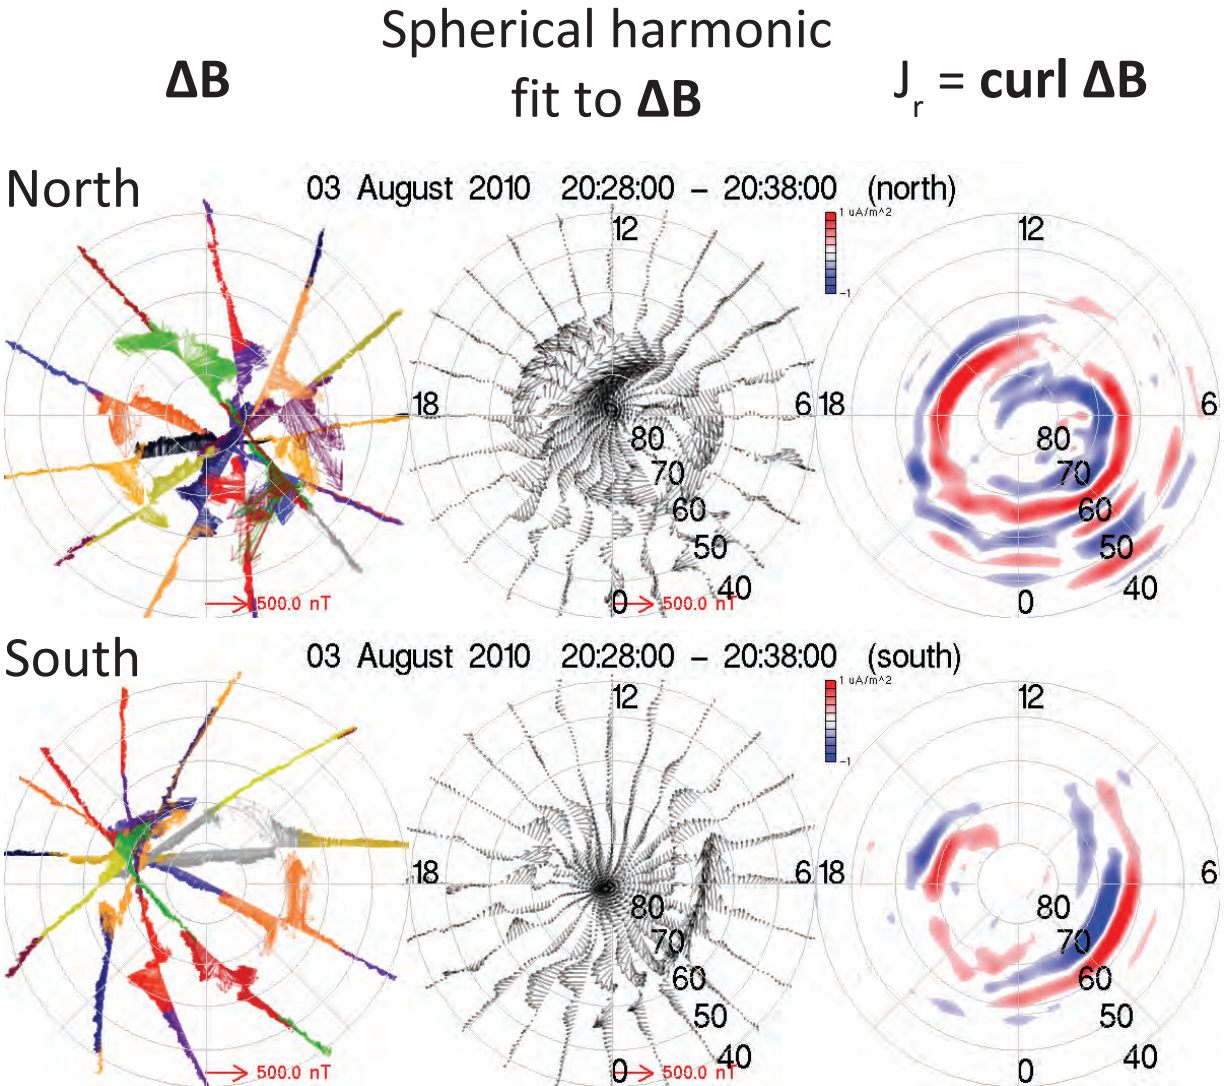 Spherical harmonic
ΔB
fit to ΔB
J_r = curl ΔB
North
03 August 2010 20:28:00 – 20:38:00 (north)
1 uA/m^2
-1
12
12
18
6
18
6
80
80
70
70
60
60
50
50
40
40
0
0
500.0 nT
500.0 nT
South
03 August 2010 20:28:00 – 20:38:00 (south)
1 uA/m^2
-1
12
12
18
6
18
6
80
80
70
70
60
60
50
50
40
40
0
0
500.0 nT
500.0 nT